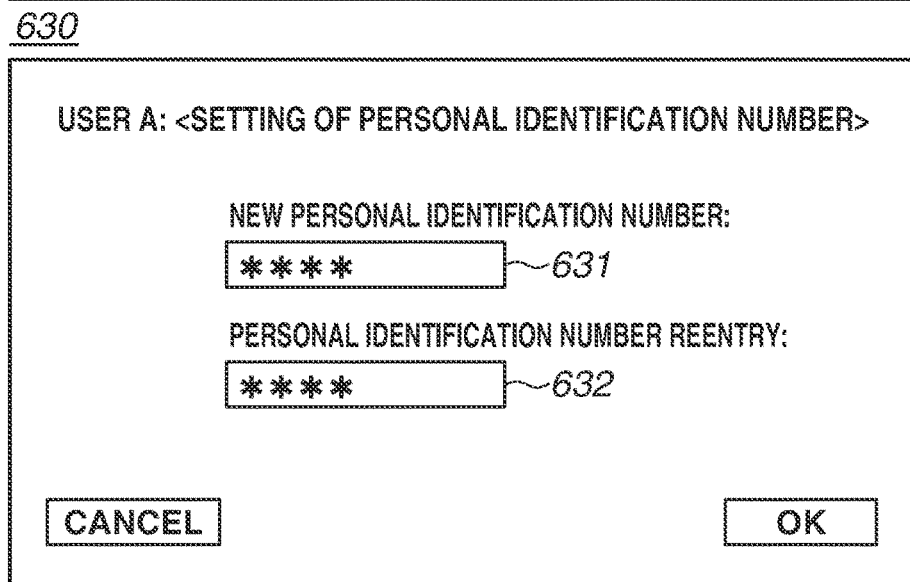 630
USER A: <SETTING OF PERSONAL IDENTIFICATION NUMBER>
NEW PERSONAL IDENTIFICATION NUMBER:
**** 631
PERSONAL IDENTIFICATION NUMBER REENTRY:
**** 632
CANCEL OK